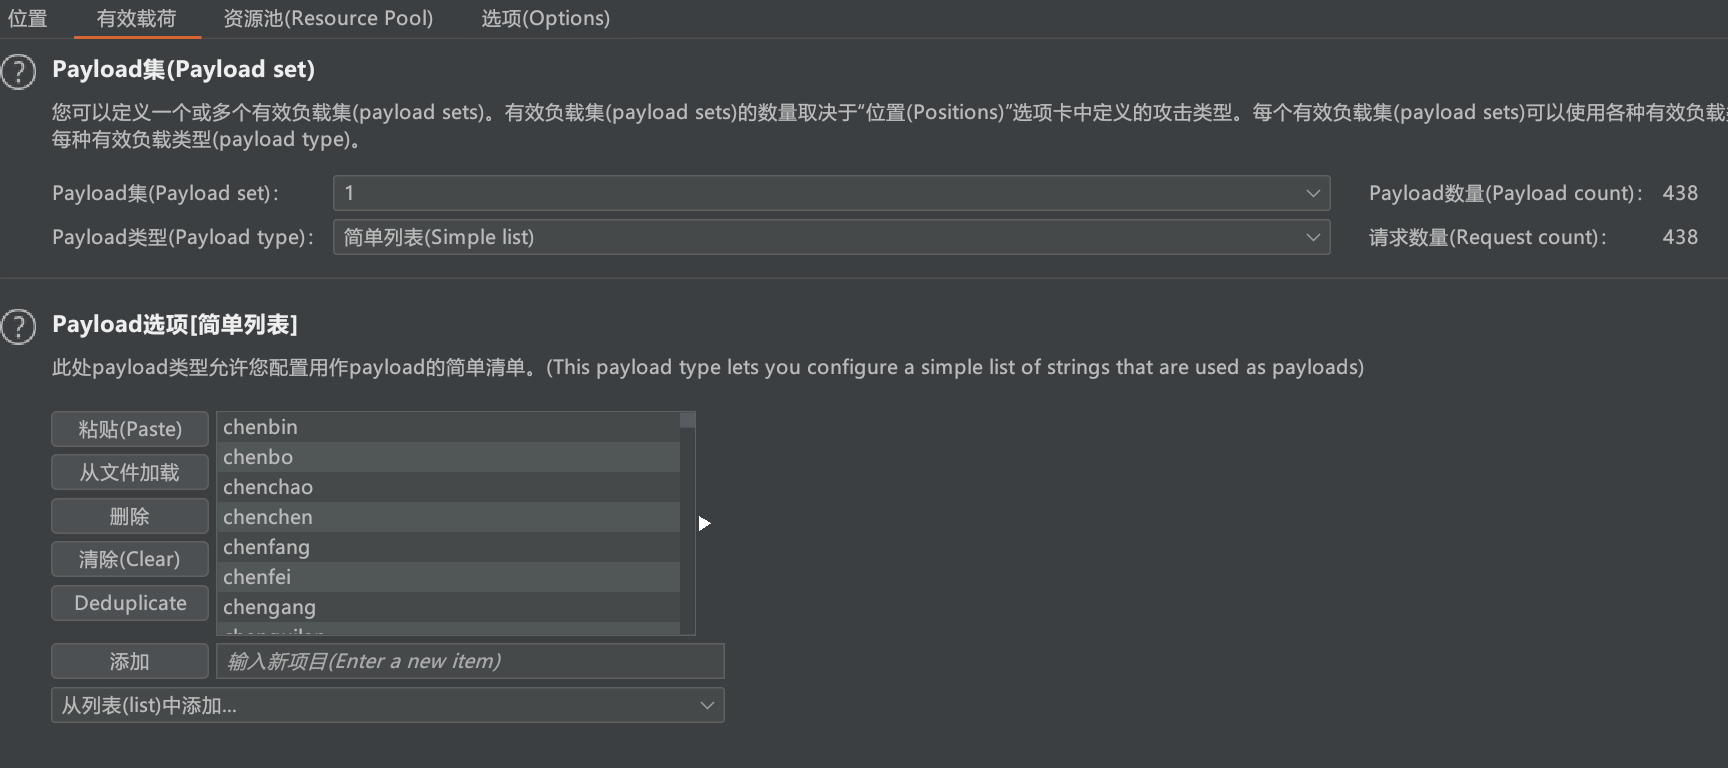 位置 有效载荷 资源池(Resource Pool) 选项(Options)
Payload集(Payload set)
您可以定义一个或多个有效负载集(payload sets)。有效负载集(payload sets)的数量取决于“位置(Positions)”选项卡中定义的攻击类型。每个有效负载集(payload sets)可以使用各种有效负载
每种有效负载类型(payload type)。
Payload集(Payload set)： 1 Payload数量(Payload count)： 438
Payload类型(Payload type)： 简单列表(Simple list) 请求数量(Request count)： 438
Payload选项[简单列表]
此处payload类型允许您配置用作payload的简单清单。(This payload type lets you configure a simple list of strings that are used as payloads)
粘贴(Paste)
从文件加载
删除
清除(Clear)
Deduplicate
chenbin
chenbo
chenchao
chenchen
chenfang
chenfei
chengang
添加 输入新项目(Enter a new item)
从列表(list)中添加...